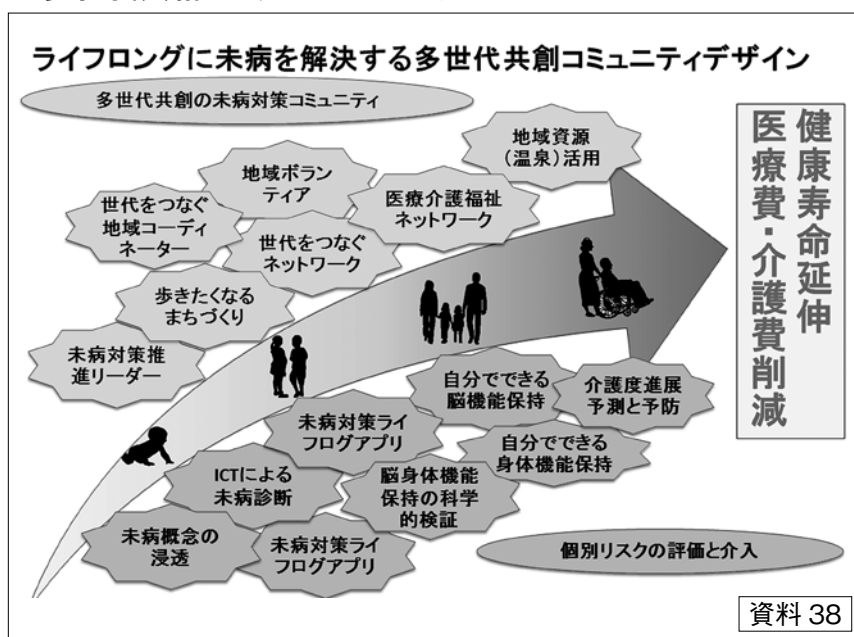 ライフロングに未病を解決する多世代共創コミュニティデザイン
多世代共創の未病対策コミュニティ
地域資源
（温泉）活用
地域ボラン
ティア
医療介護福祉
ネットワーク
世代をつなぐ
地域コーディ
ネーター
世代をつなぐ
ネットワーク
歩きたくなる
まちづくり
未病対策推
進リーダー
健康寿命延伸
医療費・介護費削減
自分でできる
脳機能保持
介護度進展
予測と予防
未病対策ライ
フログアプリ
自分でできる
身体機能保持
ICTによる
未病診断
脳身体機能
保持の科学
的検証
未病概念の
浸透
未病対策ライ
フログアプリ
個別リスクの評価と介入
資料 38